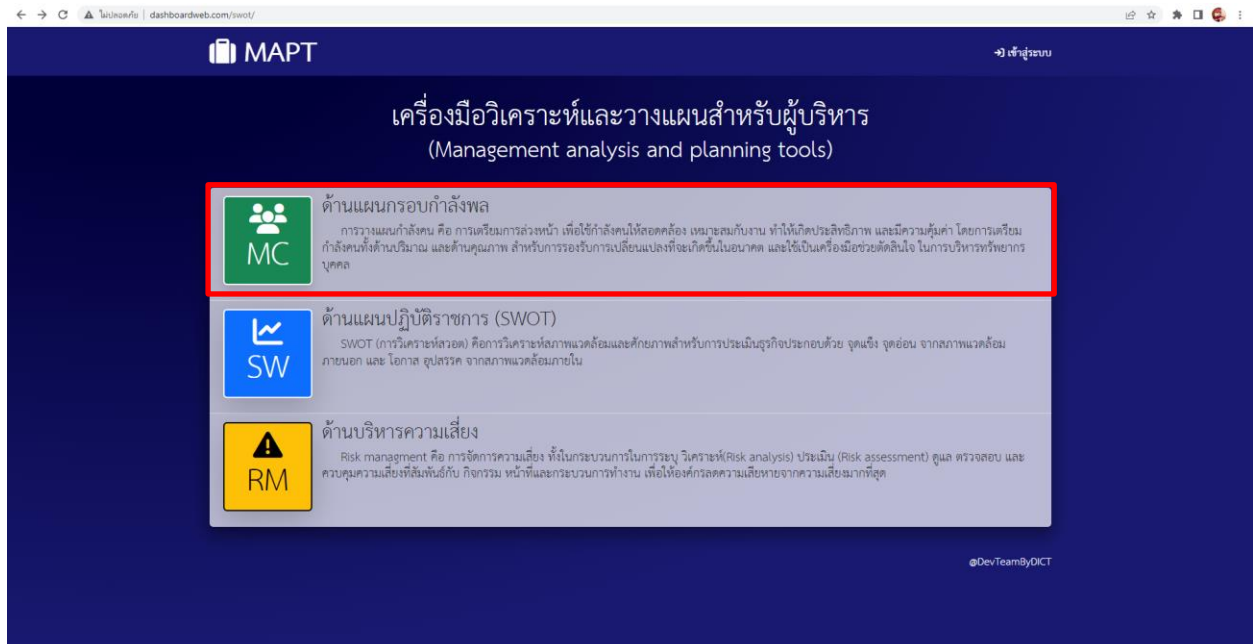 ไม่ปลอดภัย | dashboardweb.com/swot/
MAPT
เข้าสู่ระบบ
เครื่องมือวิเคราะห์และวางแผนสำหรับผู้บริหาร
(Management analysis and planning tools)
MC
ด้านแผนกรอบกำลังพล
การวางแผนกำลังคน คือ การเตรียมการล่วงหน้า เพื่อใช้กำลังคนให้สอดคล้อง เหมาะสมกับงาน ทำให้เกิดประสิทธิภาพ และมีความคุ้มค่า โดยการเตรียม
กำลังคนทั้งด้านปริมาณ และด้านคุณภาพ สำหรับการรองรับการเปลี่ยนแปลงที่จะเกิดขึ้นในอนาคต และใช้เป็นเครื่องมือช่วยตัดสินใจ ในการบริหารทรัพยากร
บุคคล
SW
ด้านแผนปฏิบัติราชการ (SWOT)
SWOT (การวิเคราะห์สวอต) คือการวิเคราะห์สภาพแวดล้อมและศักยภาพสำหรับการประเมินธุรกิจประกอบด้วย จุดแข็ง จุดอ่อน จากสภาพแวดล้อม
ภายนอก และ โอกาส อุปสรรค จากสภาพแวดล้อมภายใน
RM
ด้านบริหารความเสี่ยง
Risk managment คือ การจัดการความเสี่ยง ทั้งในกระบวนการในการระบุ วิเคราะห์(Risk analysis) ประเมิน (Risk assessment) ดูแล ตรวจสอบ และ
ควบคุมความเสี่ยงที่สัมพันธ์กับ กิจกรรม หน้าที่และกระบวนการทำงาน เพื่อให้องค์กรลดความเสียหายจากความเสี่ยงมากที่สุด
@DevTeamByDICT